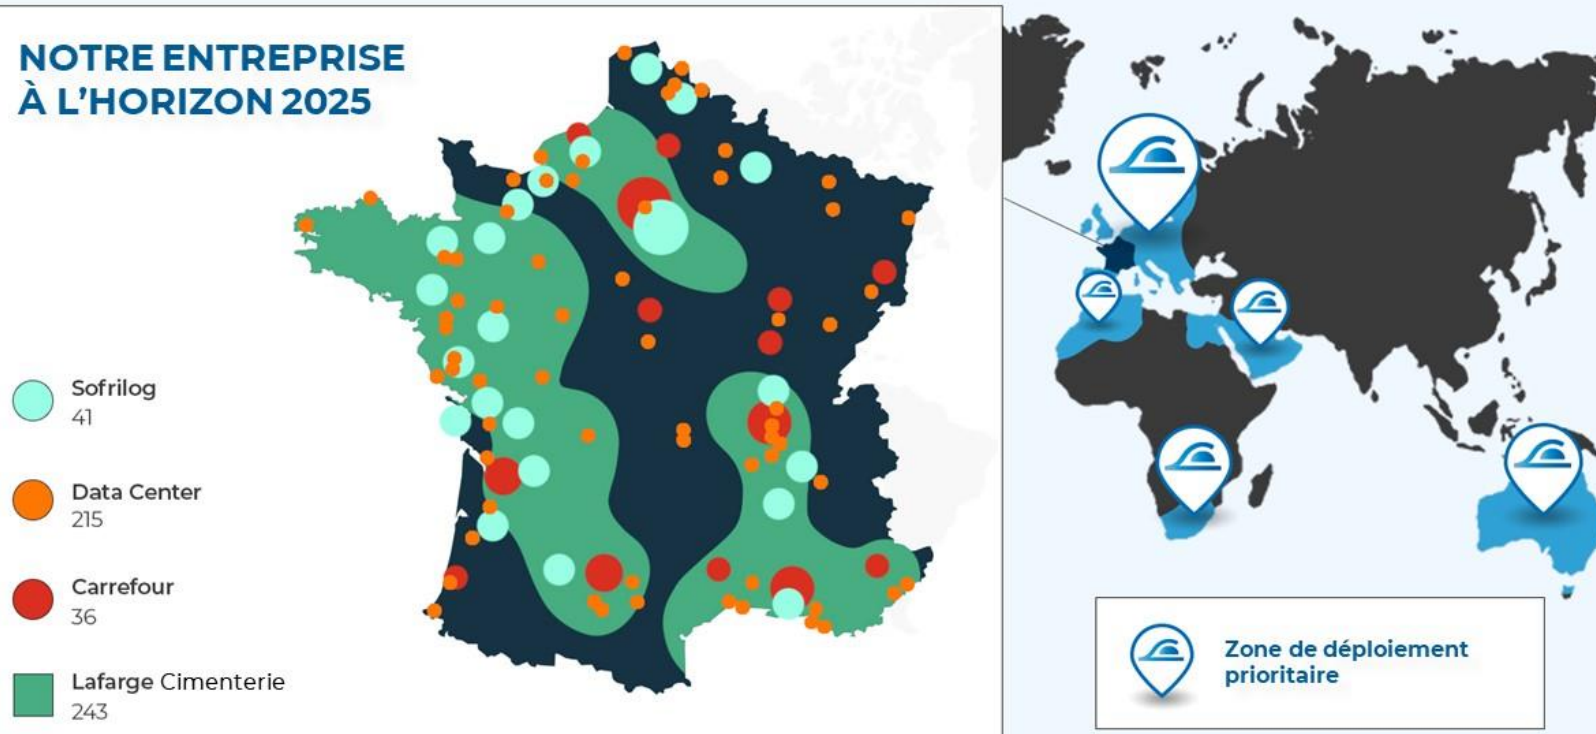 NOTRE ENTREPRISE
À L’HORIZON 2025
Sofrilog
41
Data Center
215
Carrefour
36
Lafarge Cimenterie
243
Zone de déploiement
prioritaire